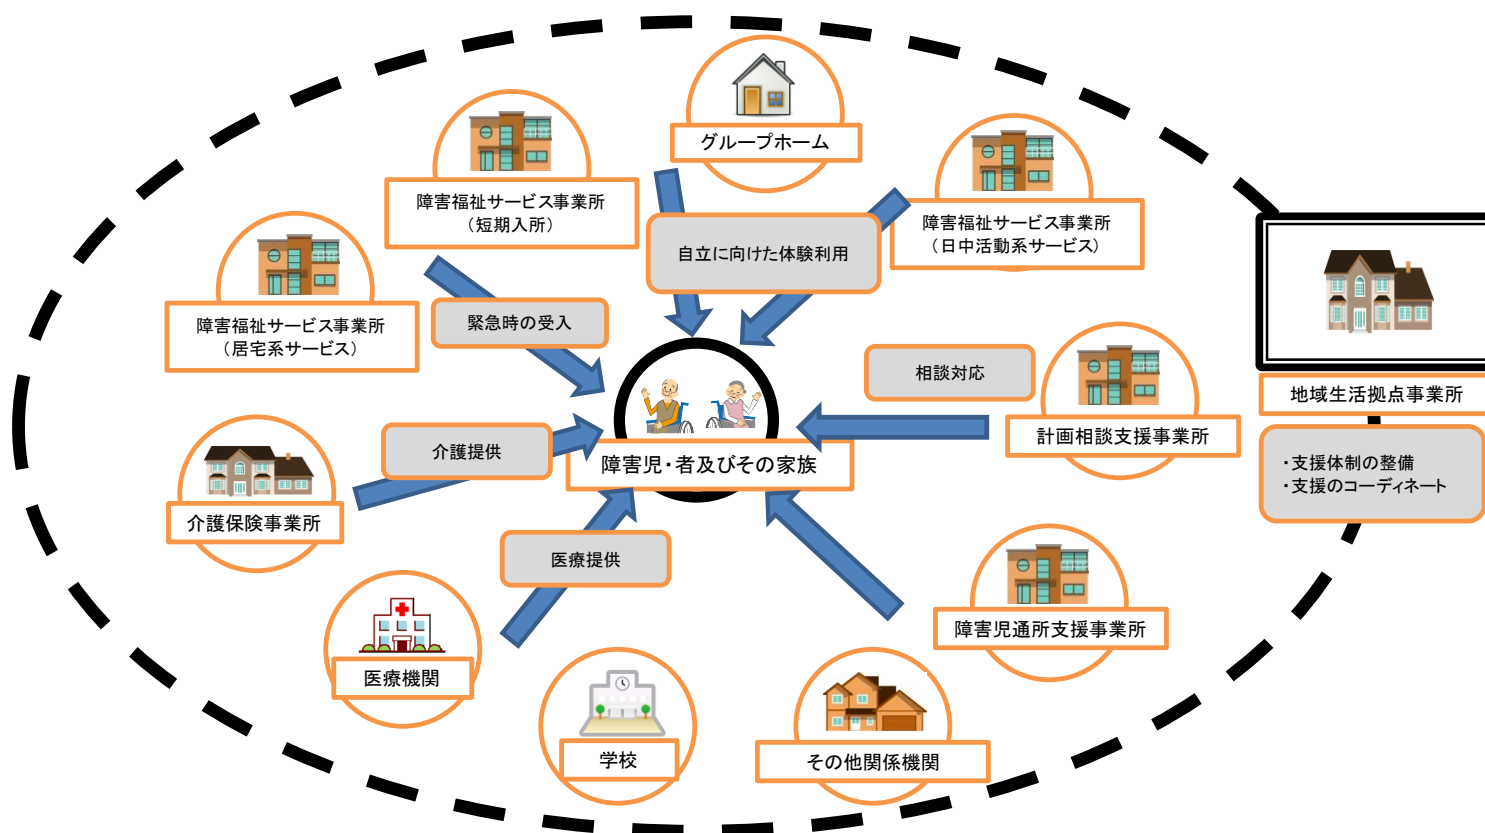 グループホーム
障害福祉サービス事業所
（短期入所）
障害福祉サービス事業所
（日中活動系サービス）
自立に向けた体験利用
障害福祉サービス事業所
（居宅系サービス）
緊急時の受入
相談対応
地域生活拠点事業所
計画相談支援事業所
介護提供
障害児・者及びその家族
・支援体制の整備
・支援のコーディネート
介護保険事業所
医療提供
障害児通所支援事業所
医療機関
学校
その他関係機関